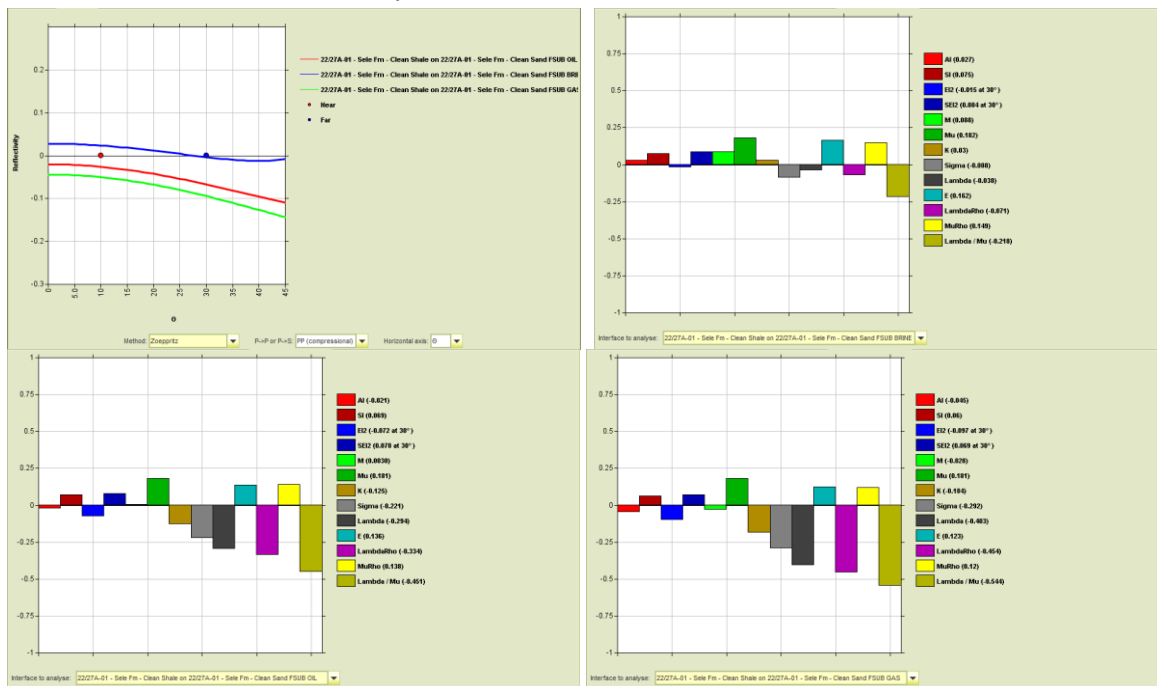 0.2
0.1
0
-0.1
-0.2
-0.3
Reflectivity
0
5.0
10
15
20
25
30
35
40
45
Θ
22/27A-01 - Sele Fm - Clean Shale on 22/27A-01 - Sele Fm - Clean Sand FSUB OIL
22/27A-01 - Sele Fm - Clean Shale on 22/27A-01 - Sele Fm - Clean Sand FSUB BRI
22/27A-01 - Sele Fm - Clean Shale on 22/27A-01 - Sele Fm - Clean Sand FSUB GAS
Near
Far
Method: Zoeppritz P->P or P->S: PP (compressional) Horizontal axis: Θ
1
0.75
0.5
0.25
0
-0.25
-0.5
-0.75
-1
AI (0.027)
SI (0.075)
EI2 (-0.015 at 30°)
SEI2 (0.084 at 30°)
M (0.088)
Mu (0.182)
K (0.03)
Sigma (-0.088)
Lambda (-0.038)
E (0.162)
LambdaRho (-0.071)
MuRho (0.149)
Lambda / Mu (-0.218)
Interface to analyse: 22/27A-01 - Sele Fm - Clean Shale on 22/27A-01 - Sele Fm - Clean Sand FSUB BRINE
1
0.75
0.5
0.25
0
-0.25
-0.5
-0.75
-1
AI (-0.021)
SI (0.069)
EI2 (-0.072 at 30°)
SEI2 (0.078 at 30°)
M (0.0030)
Mu (0.181)
K (-0.125)
Sigma (-0.221)
Lambda (-0.294)
E (0.136)
LambdaRho (-0.334)
MuRho (0.138)
Lambda / Mu (-0.451)
Interface to analyse: 22/27A-01 - Sele Fm - Clean Shale on 22/27A-01 - Sele Fm - Clean Sand FSUB OIL
1
0.75
0.5
0.25
0
-0.25
-0.5
-0.75
-1
AI (-0.045)
SI (0.06)
EI2 (-0.097 at 30°)
SEI2 (0.069 at 30°)
M (-0.028)
Mu (0.181)
K (-0.184)
Sigma (-0.292)
Lambda (-0.403)
E (0.123)
LambdaRho (-0.454)
MuRho (0.12)
Lambda / Mu (-0.544)
Interface to analyse: 22/27A-01 - Sele Fm - Clean Shale on 22/27A-01 - Sele Fm - Clean Sand FSUB GAS